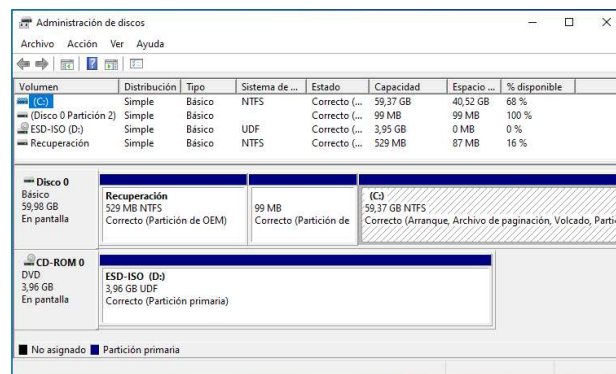 Administración de discos
Archivo Acción Ver Ayuda
Volumen Distribución Tipo Sistema de ... Estado Capacidad Espacio ... % disponible
(C:) Simple Básico NTFS Correcto (... 59,37 GB 40,52 GB 68 %
(Disco 0 Partición 2) Simple Básico Correcto (... 99 MB 99 MB 100 %
ESD-ISO (D:) Simple Básico UDF Correcto (... 3,95 GB 0 MB 0 %
Recuperación Simple Básico NTFS Correcto (... 529 MB 87 MB 16 %
Disco 0
Básico
59,98 GB
En pantalla
Recuperación
529 MB NTFS
Correcto (Partición de OEM)
99 MB
Correcto (Partición de
(C:)
59,37 GB NTFS
Correcto (Arranque, Archivo de paginación, Volcado, Parti
CD-ROM 0
DVD
3,96 GB
En pantalla
ESD-ISO (D:)
3,96 GB UDF
Correcto (Partición primaria)
No asignado Partición primaria